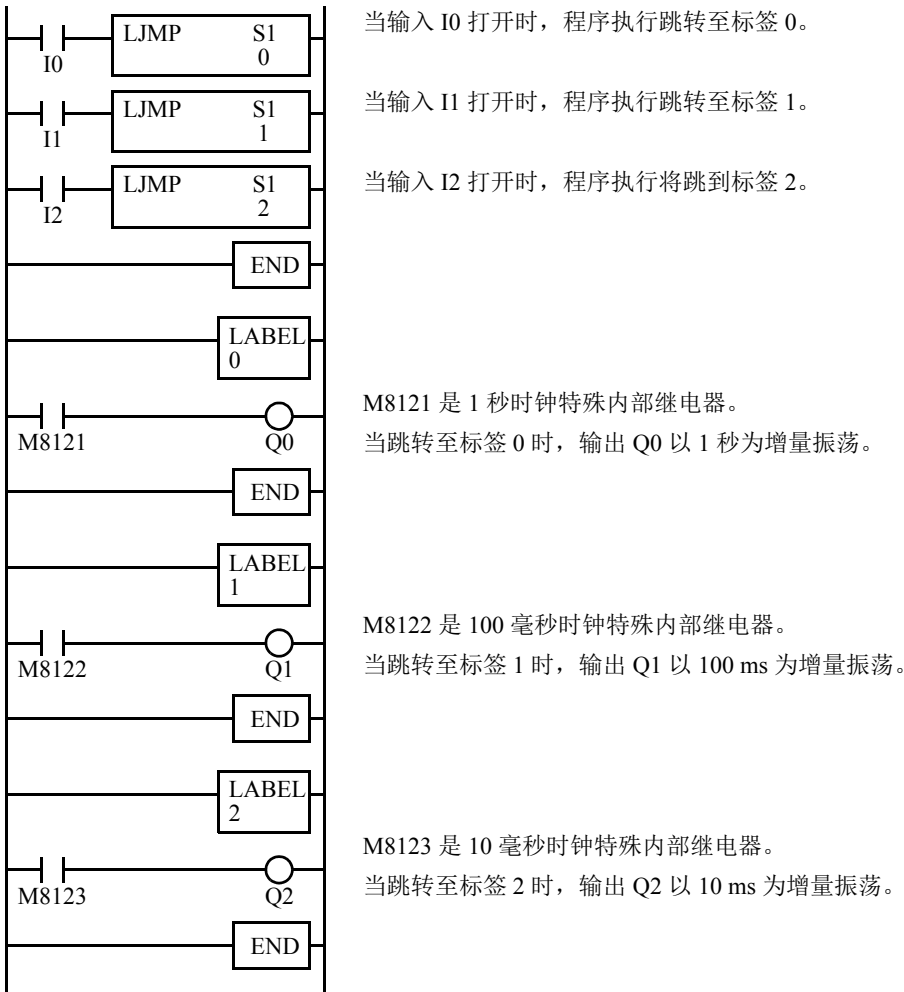 LJMP S1 当输入 I0 打开时，程序执行跳转至标签 0。
I0 0
LJMP S1 当输入 I1 打开时，程序执行跳转至标签 1。
I1 1
LJMP S1 当输入 I2 打开时，程序执行将跳到标签 2。
I2 2
END
LABEL
0
M8121 是 1 秒时钟特殊内部继电器。
M8121 Q0 当跳转至标签 0 时，输出 Q0 以 1 秒为增量振荡。
END
LABEL
1
M8122 是 100 毫秒时钟特殊内部继电器。
M8122 Q1 当跳转至标签 1 时，输出 Q1 以 100 ms 为增量振荡。
END
LABEL
2
M8123 是 10 毫秒时钟特殊内部继电器。
M8123 Q2 当跳转至标签 2 时，输出 Q2 以 10 ms 为增量振荡。
END